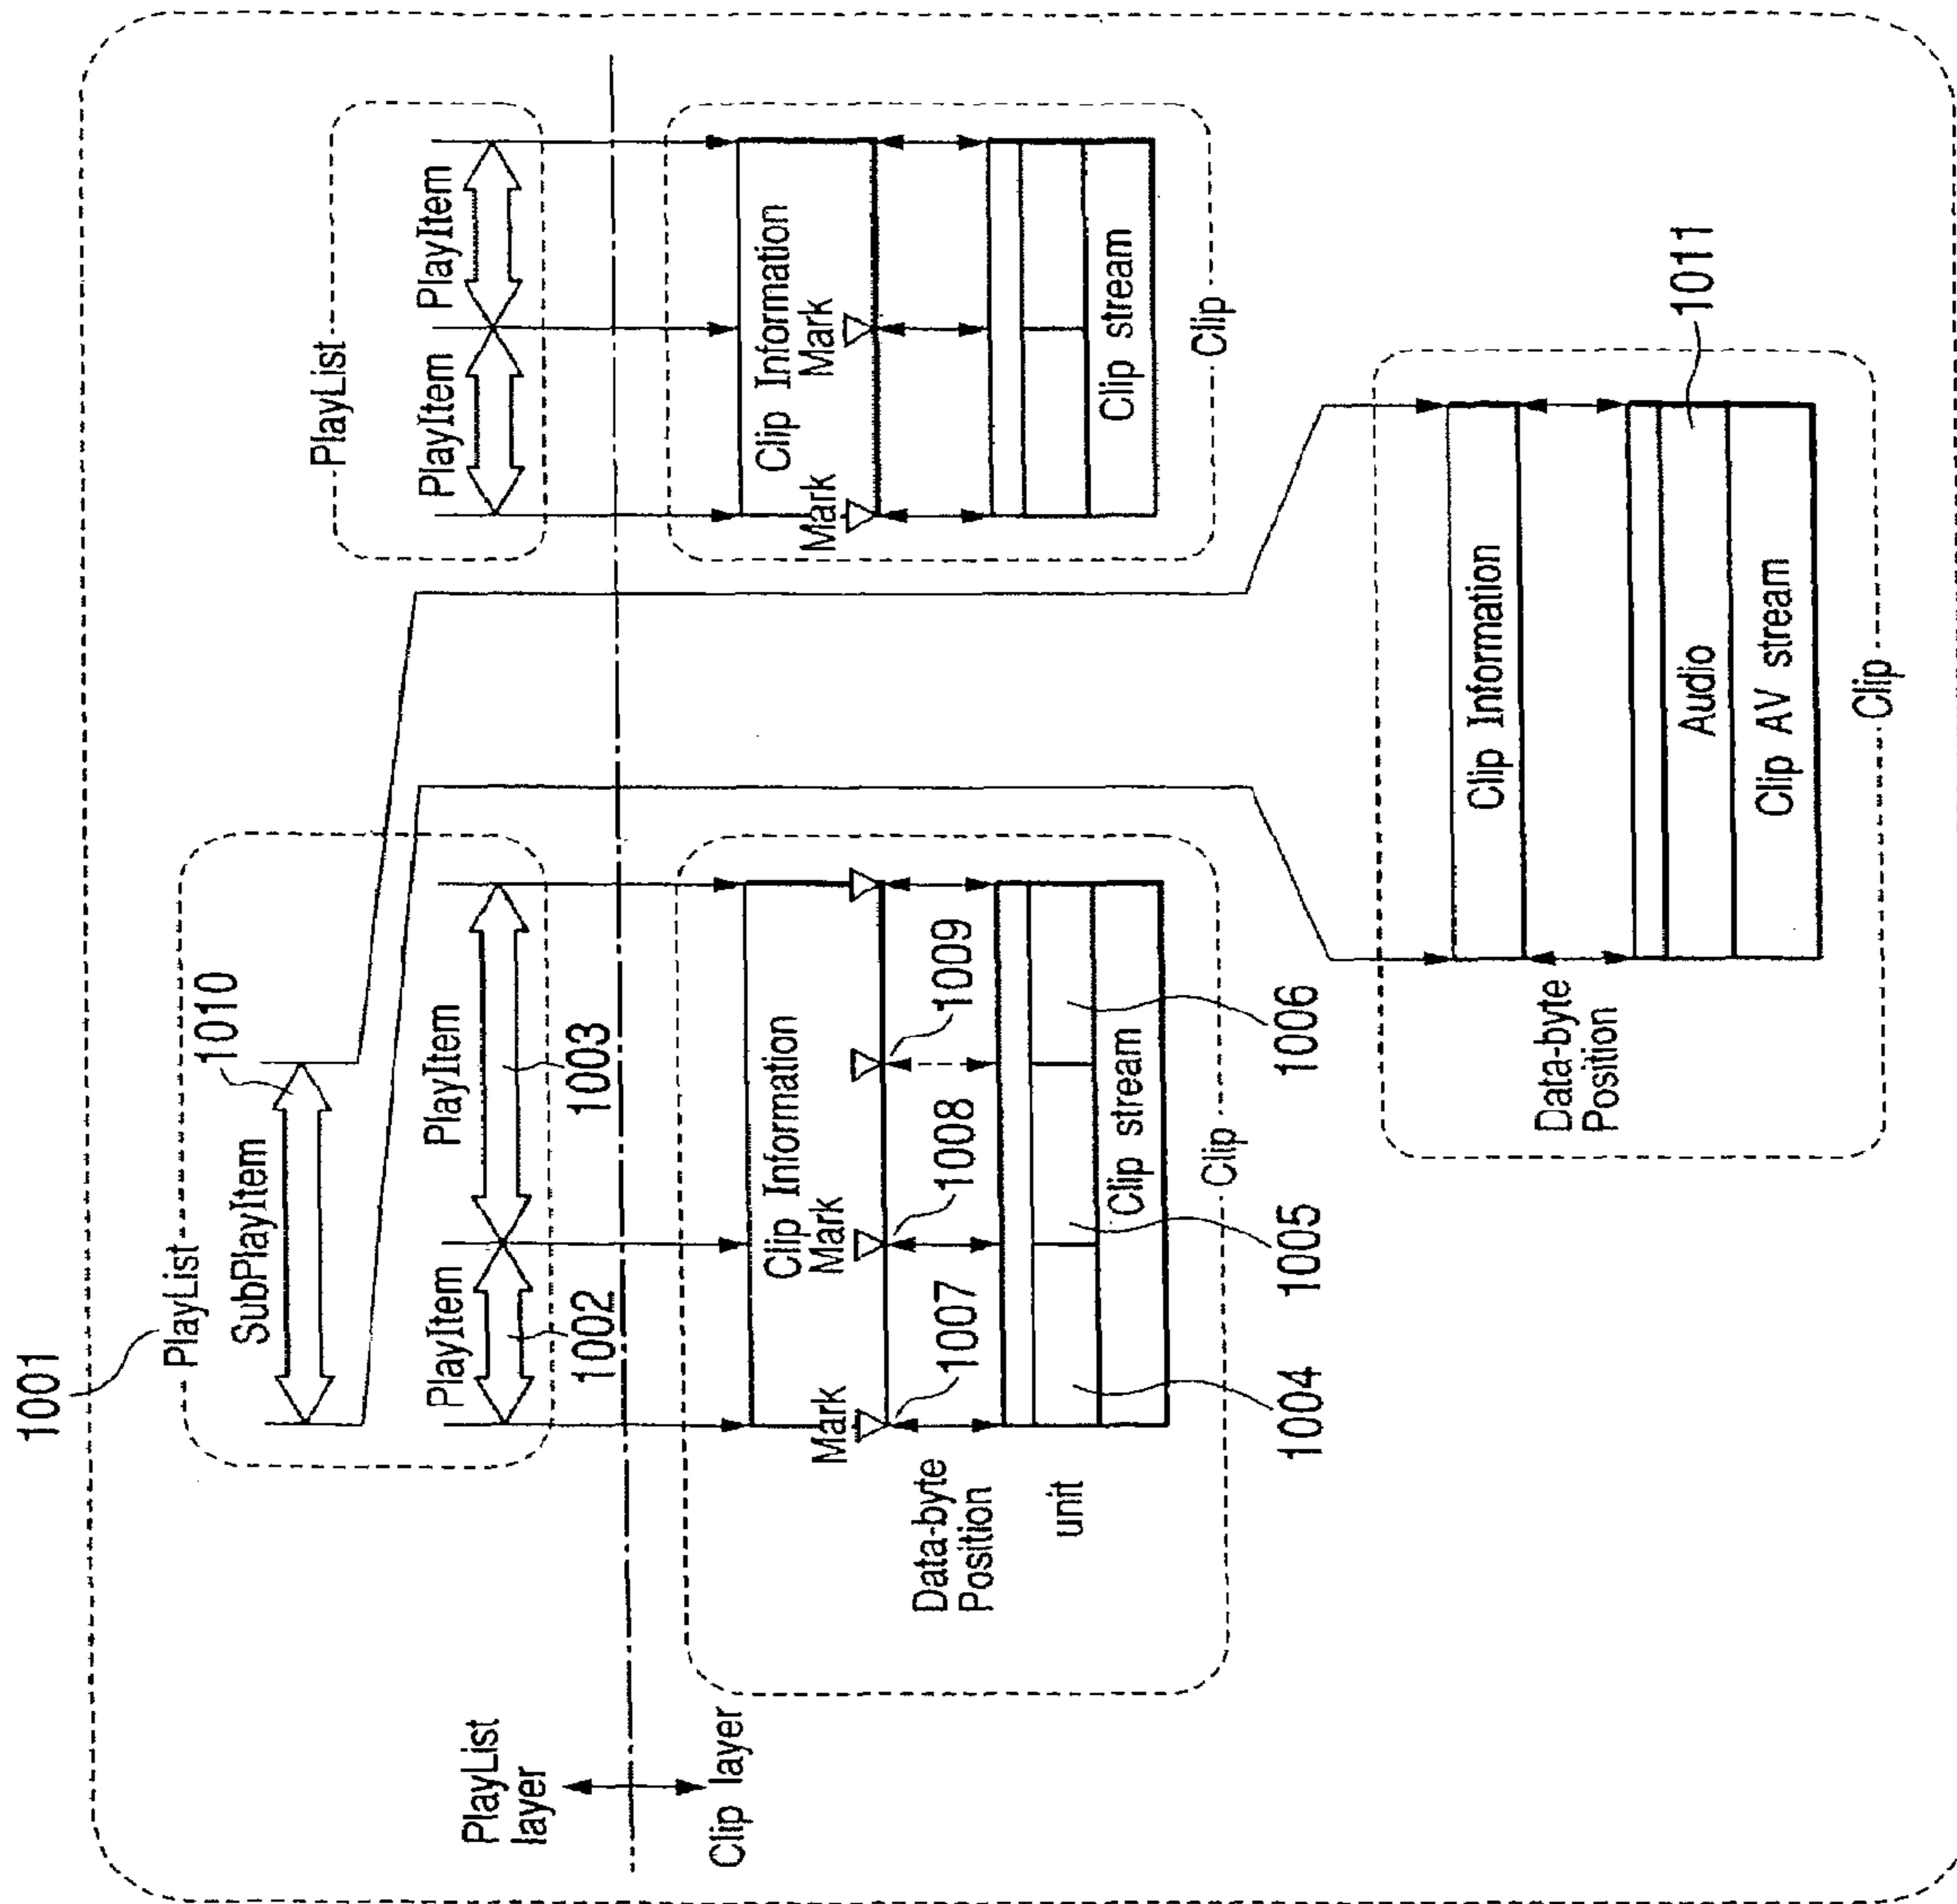 1001
PlayList
SubPlayItem
1010
PlayItem
PlayItem
1002
1003
PlayList
PlayItem
PlayItem
PlayList
layer
Clip layer
Clip Information
Mark
Mark
1007
1008
1009
Data-byte
Position
unit
Clip stream
Clip
1004
1005
1006
Clip Information
Mark
Mark
Clip stream
Clip
Clip Information
Data-byte
Position
Audio
Clip AV stream
1011
Clip